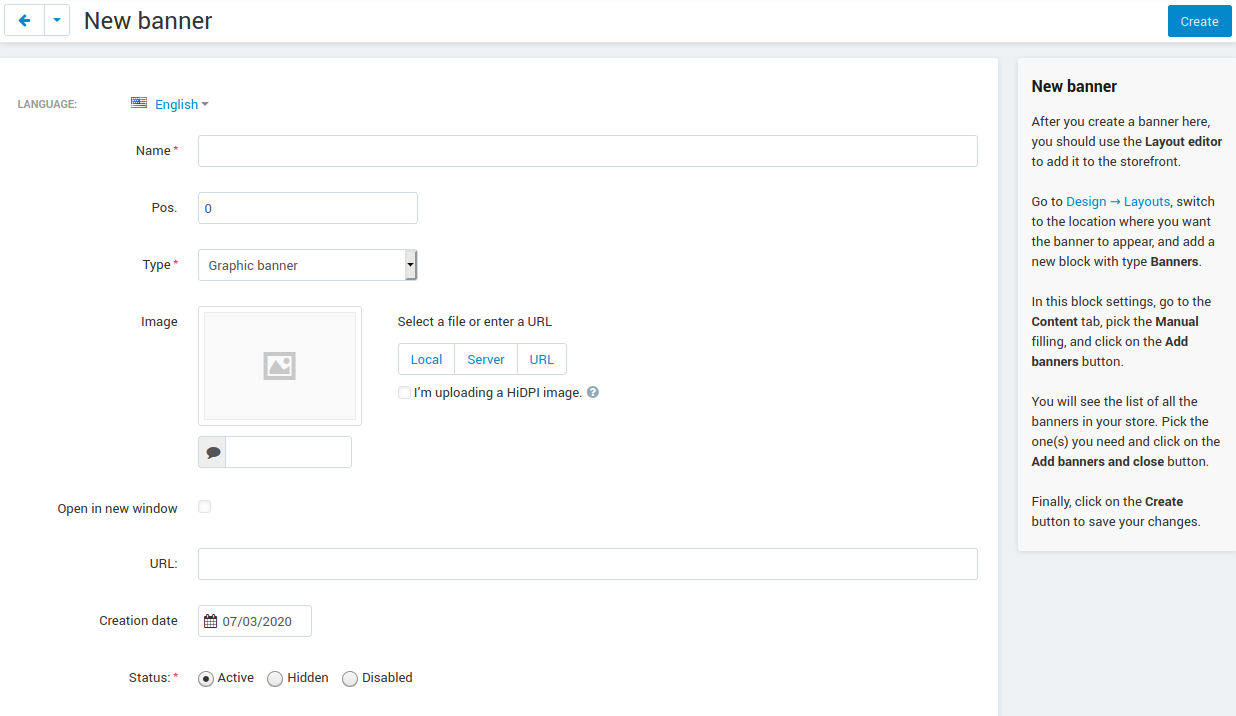 New banner
Create
LANGUAGE:
English
Name *
Pos.
0
Type *
Graphic banner
Image
Select a file or enter a URL
Local
Server
URL
I'm uploading a HiDPI image.
?
Open in new window
URL:
Creation date
07/03/2020
Status: *
Active
Hidden
Disabled
New banner
After you create a banner here,
you should use the Layout editor
to add it to the storefront.
Go to Design → Layouts, switch
to the location where you want
the banner to appear, and add a
new block with type Banners.
In this block settings, go to the
Content tab, pick the Manual
filling, and click on the Add
banners button.
You will see the list of all the
banners in your store. Pick the
one(s) you need and click on the
Add banners and close button.
Finally, click on the Create
button to save your changes.